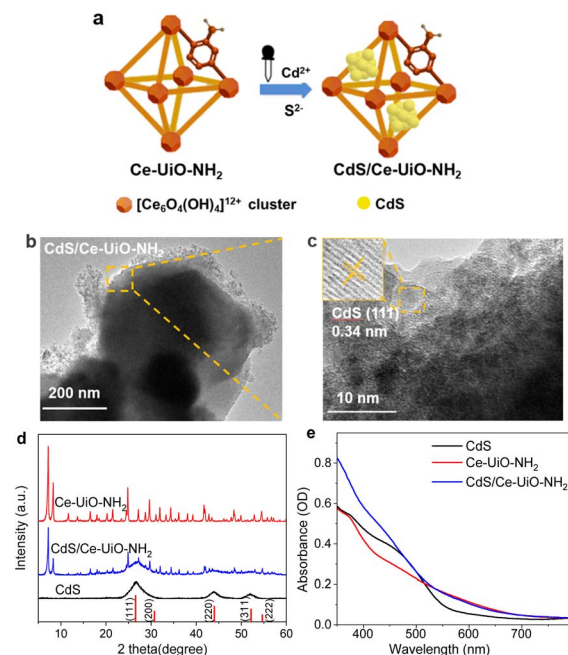 a
Cd²⁺
S²⁻
Ce-UiO-NH₂
CdS/Ce-UiO-NH₂
[Ce₆O₄(OH)₄]¹²⁺ cluster
CdS
b
CdS/Ce-UiO-NH₂
200 nm
c
CdS (111)
0.34 nm
10 nm
d
Intensity (a.u.)
Ce-UiO-NH₂
CdS/Ce-UiO-NH₂
CdS
(111)
(200)
(220)
(311)
(222)
10 20 30 40 50 60
2 theta(degree)
e
Absorbance (OD)
0.8
0.6
0.4
0.2
0.0
CdS
Ce-UiO-NH₂
CdS/Ce-UiO-NH₂
400 500 600 700
Wavelength (nm)